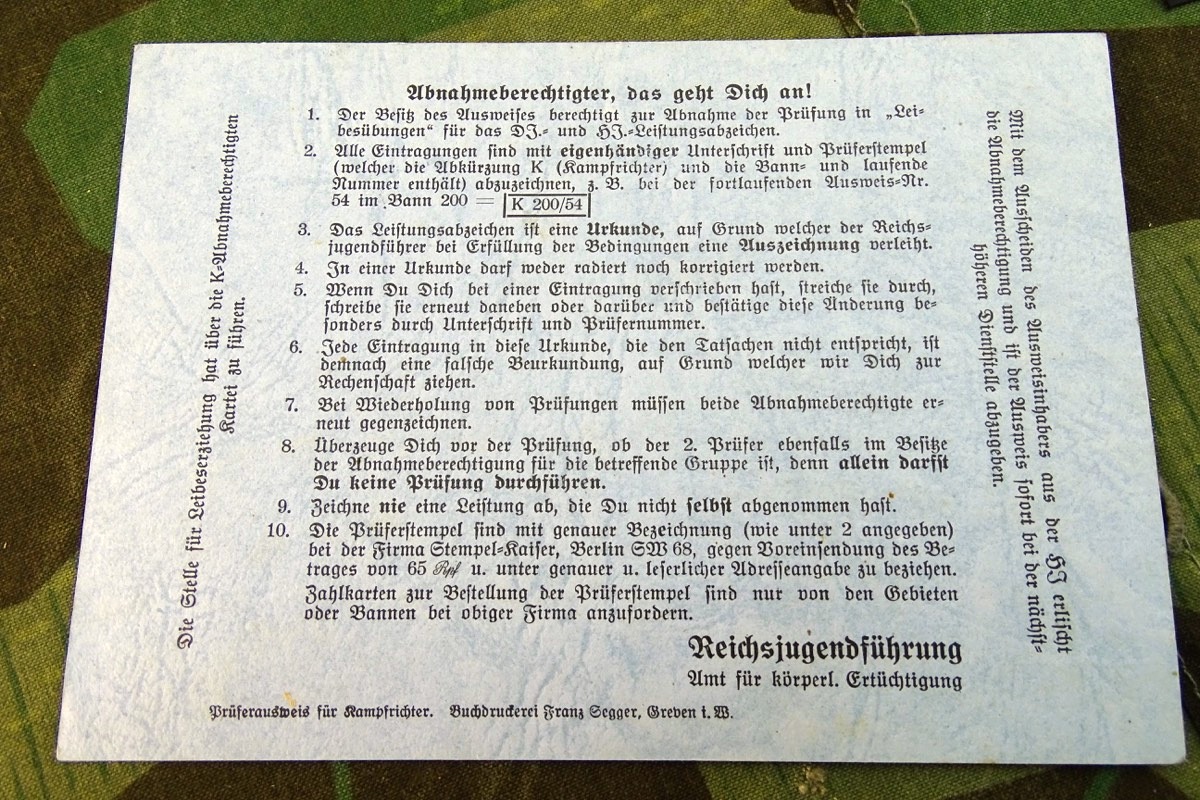 Abnahmeberechtigter, das geht Dich an!
1. Der Besitz des Ausweises berechtigt zur Abnahme der Prüfung in „Lei-
besübungen“ für das DJ.- und HJ.-Leistungsabzeichen.
2. Alle Eintragungen sind mit eigenhändiger Unterschrift und Prüferstempel
(welcher die Abkürzung K (Kampfrichter) und die Bann- und laufende
Nummer enthält) abzuzeichnen, z. B. bei der fortlaufenden Ausweis-Nr.
54 im Bann 200 = K 200/54
3. Das Leistungsabzeichen ist eine Urkunde, auf Grund welcher der Reichs-
jugendführer bei Erfüllung der Bedingungen eine Auszeichnung verleiht.
4. In einer Urkunde darf weder radiert noch korrigiert werden.
5. Wenn Du Dich bei einer Eintragung verschrieben hast, streiche sie durch,
schreibe sie erneut daneben oder darüber und bestätige diese Änderung be-
sonders durch Unterschrift und Prüfernummer.
6. Jede Eintragung in diese Urkunde, die den Tatsachen nicht entspricht, ist
demnach eine falsche Beurkundung, auf Grund welcher wir Dich zur
Rechenschaft ziehen.
7. Bei Wiederholung von Prüfungen müssen beide Abnahmeberechtigte er-
neut gegenzeichnen.
8. Überzeuge Dich vor der Prüfung, ob der 2. Prüfer ebenfalls im Besitze
der Abnahmeberechtigung für die betreffende Gruppe ist, denn allein darfst
Du keine Prüfung durchführen.
9. Zeichne nie eine Leistung ab, die Du nicht selbst abgenommen hast.
10. Die Prüferstempel sind mit genauer Bezeichnung (wie unter 2 angegeben)
bei der Firma Stempel-Kaiser, Berlin SW 68, gegen Voreinsendung des Be-
trages von 65 Rpf u. unter genauer u. leserlicher Adresseangabe zu beziehen.
Zahlkarten zur Bestellung der Prüferstempel sind nur von den Gebieten
oder Bannen bei obiger Firma anzufordern.
Reichsjugendführung
Amt für körperl. Ertüchtigung
Prüferausweis für Kampfrichter. Buchdruckerei Franz Segger, Greven i. W.
Die Stelle für Leibeserziehung hat über die K-Abnahmeberechtigten
Kartei zu führen.
Mit dem Ausscheiden des Ausweisinhabers aus der HJ erlischt
die Abnahmeberechtigung und ist der Ausweis sofort bei der nächst-
höheren Dienststelle abzugeben.